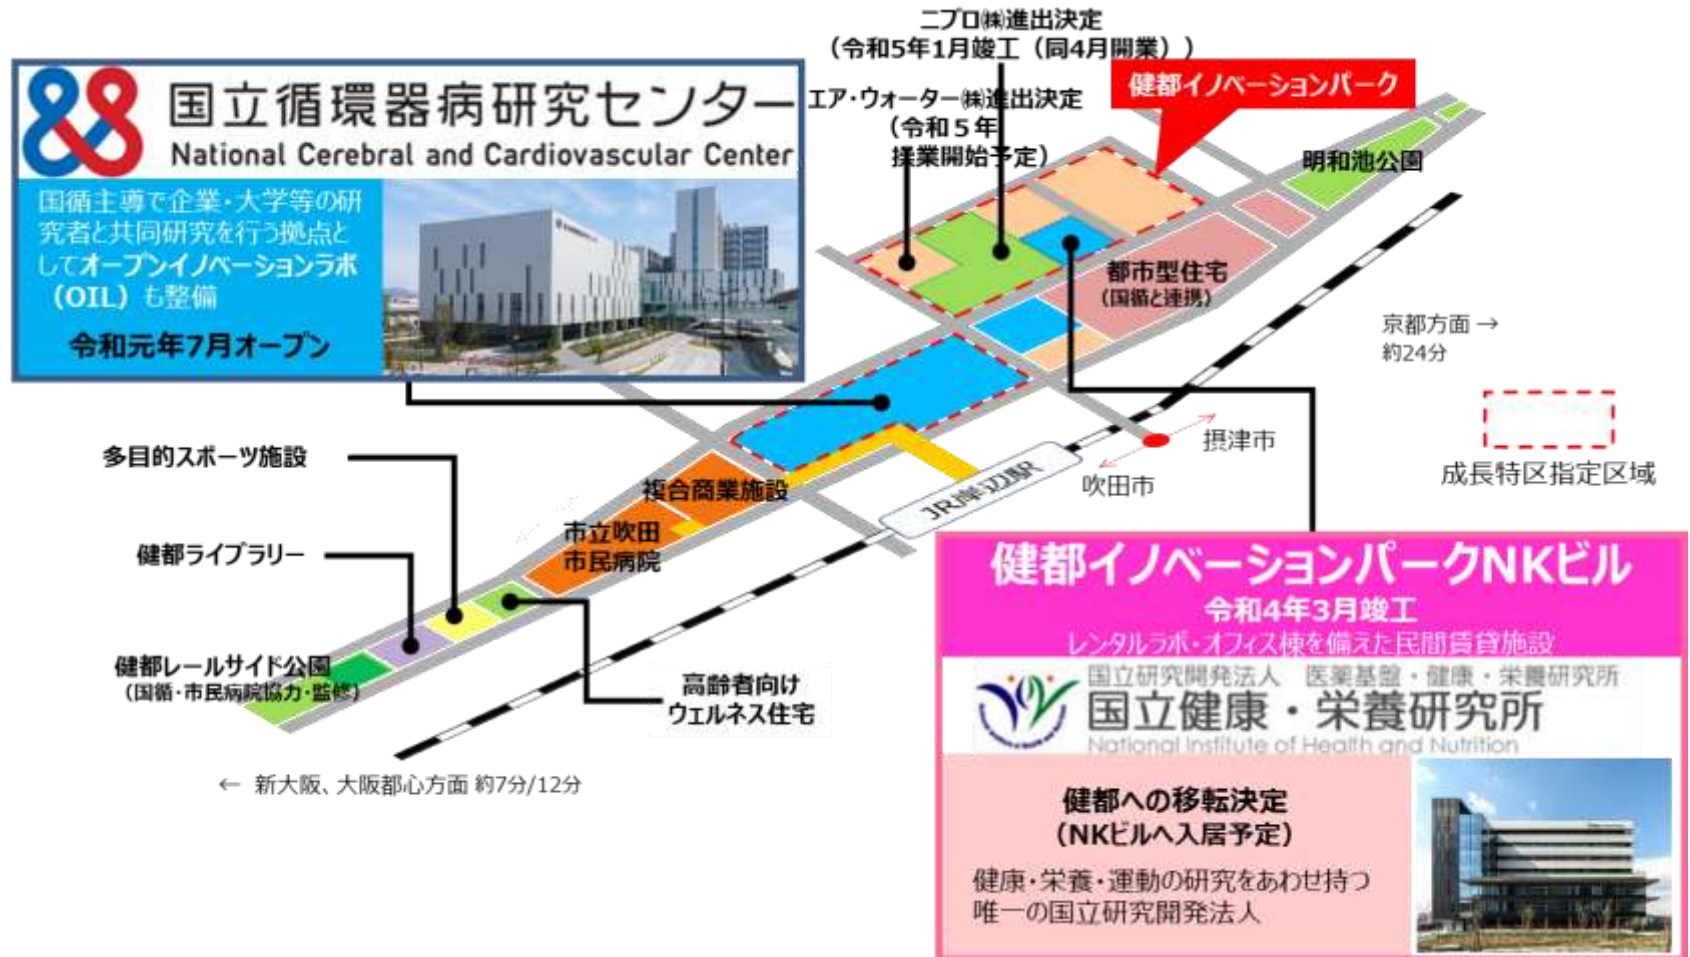 ニプロ㈱進出決定
（令和5年1月竣工（同4月開業））
健都イノベーションパーク
エア・ウォーター㈱進出決定
（令和５年
操業開始予定）
国立循環器病研究センター
National Cerebral and Cardiovascular Center
国循主導で企業・大学等の研
究者と共同研究を行う拠点と
してオープンイノベーションラボ
（OIL）も整備
令和元年7月オープン
明和池公園
都市型住宅
（国循と連携）
京都方面 →
約24分
摂津市
吹田市
成長特区指定区域
JR岸辺駅
多目的スポーツ施設
複合商業施設
市立吹田
市民病院
健都ライブラリー
健都レールサイド公園
（国循・市民病院協力・監修）
高齢者向け
ウェルネス住宅
← 新大阪、大阪都心方面 約7分/12分
健都イノベーションパークNKビル
令和4年3月竣工
レンタルラボ・オフィス棟を備えた民間賃貸施設
国立研究開発法人　医薬基盤・健康・栄養研究所
国立健康・栄養研究所
National Institute of Health and Nutrition
健都への移転決定
（NKビルへ入居予定）
健康・栄養・運動の研究をあわせ持つ
唯一の国立研究開発法人